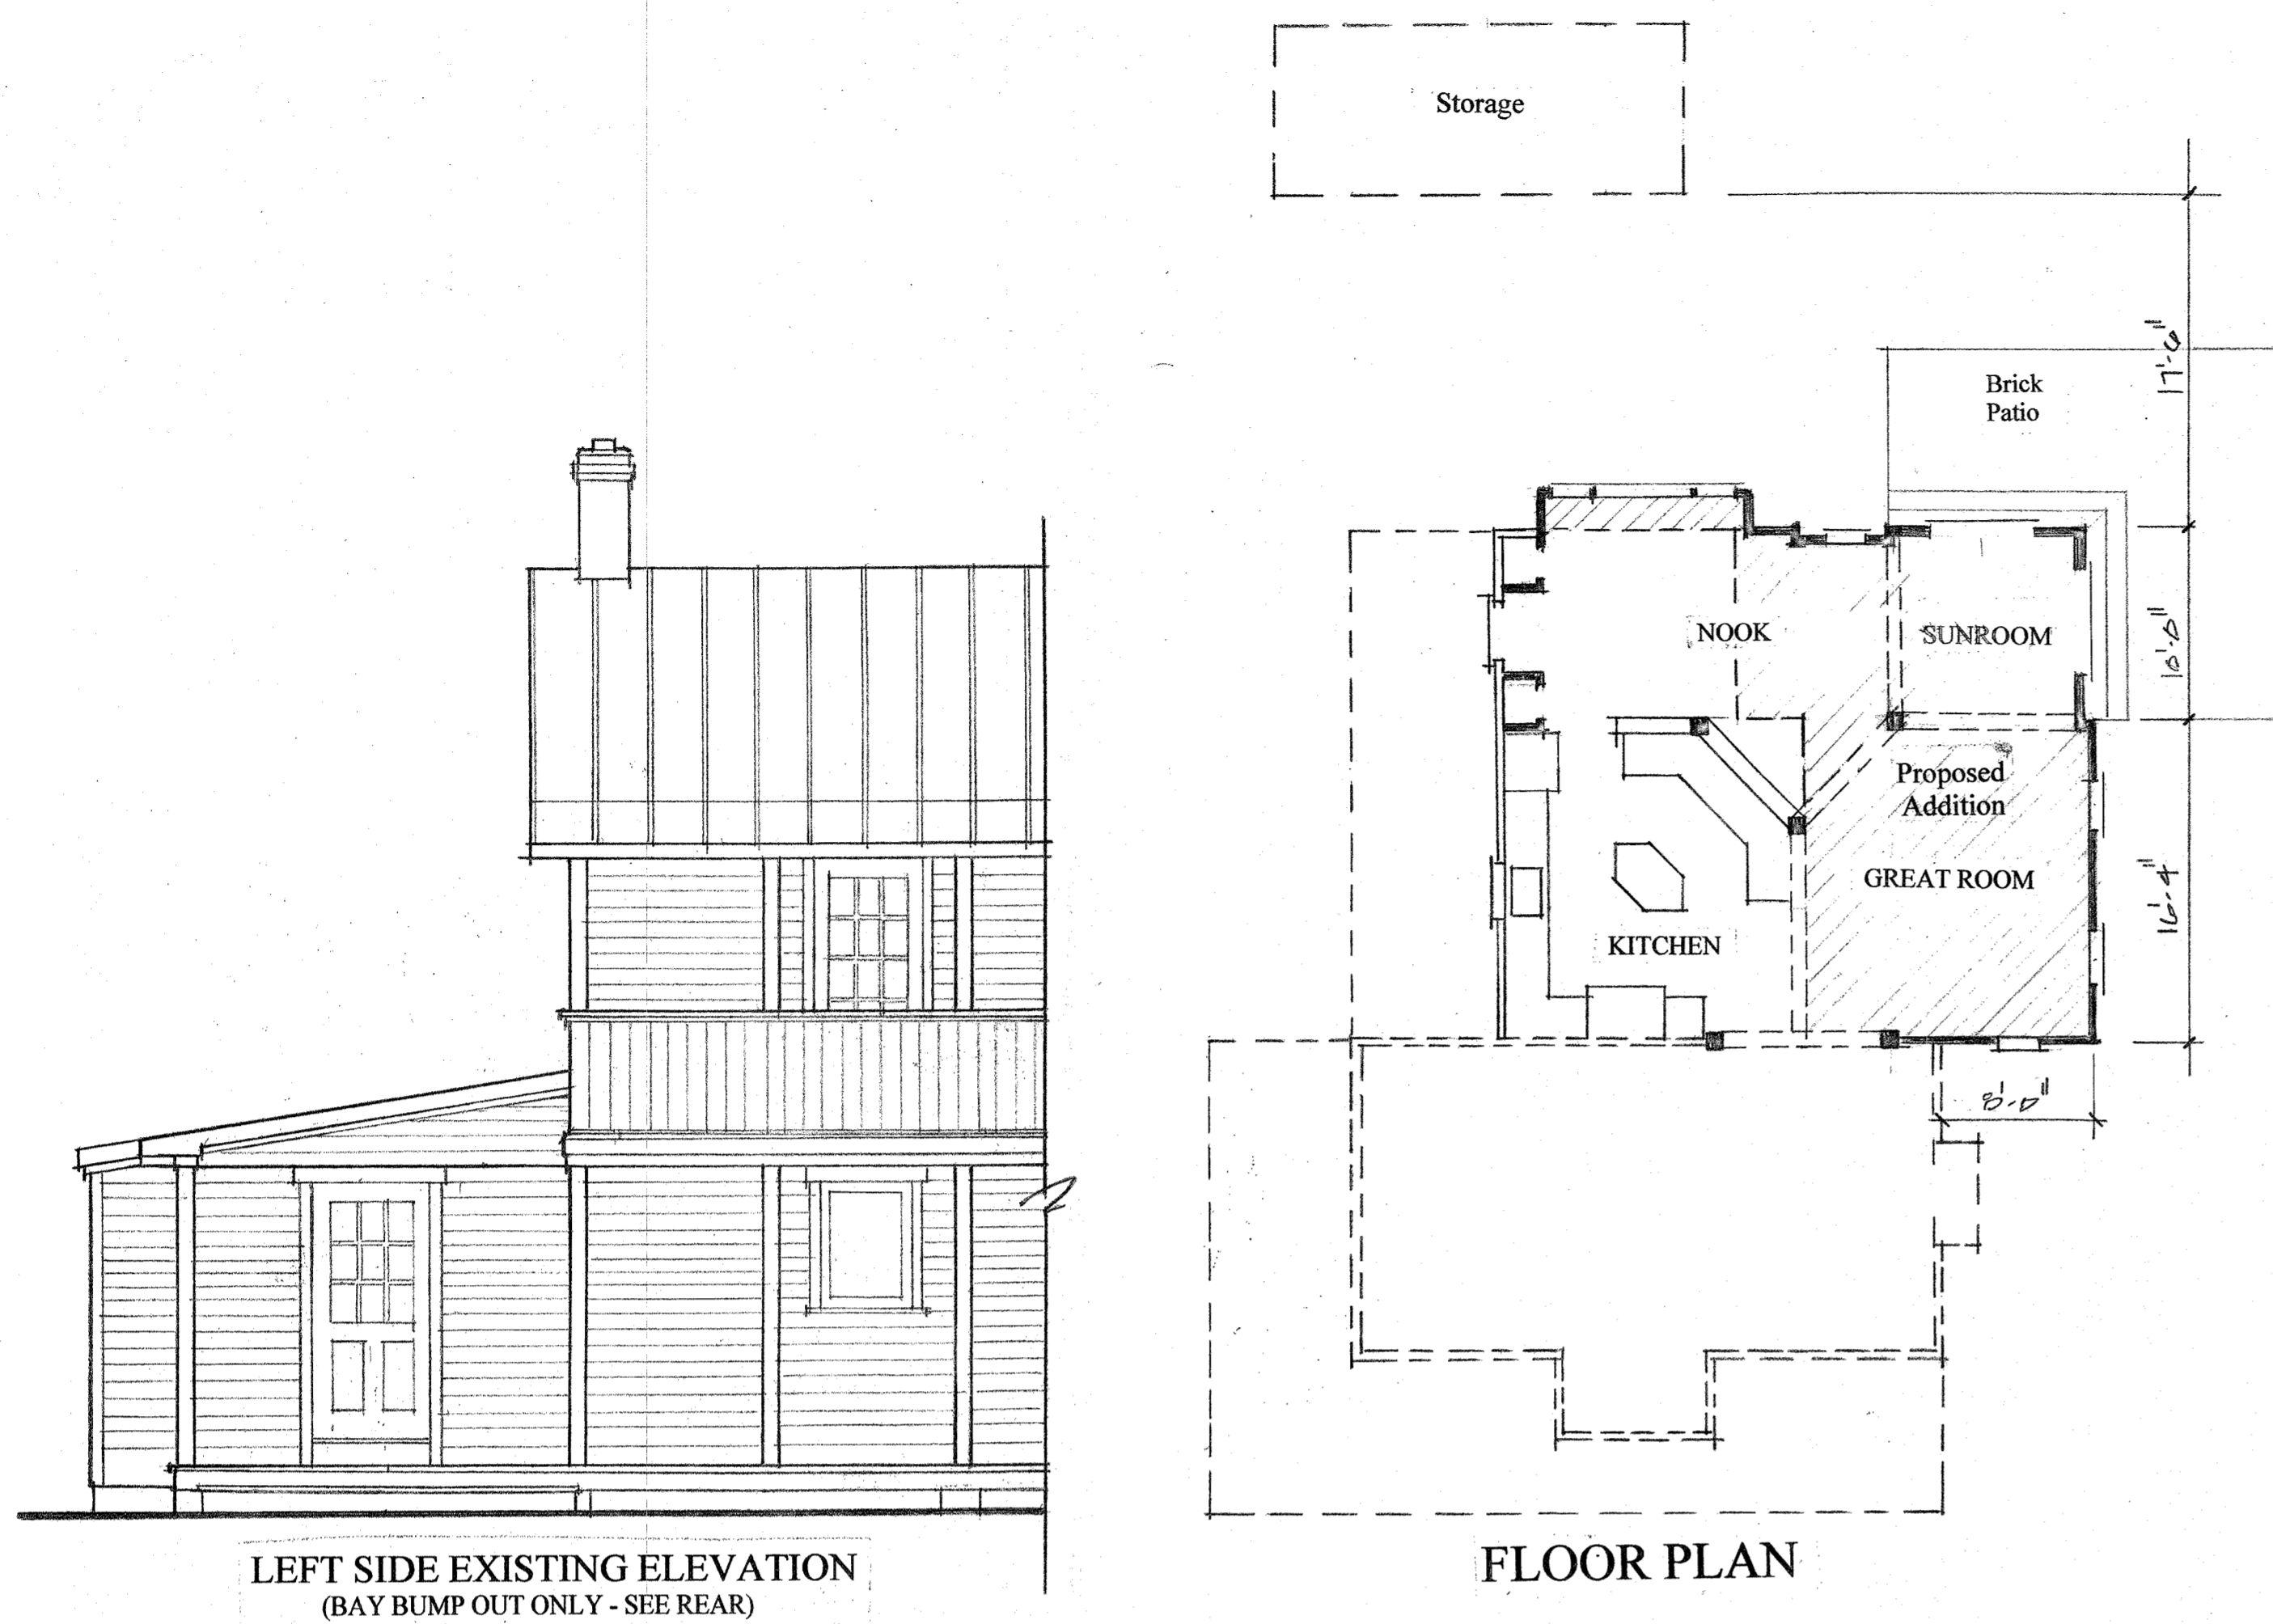 Storage
17'-6"
Brick
Patio
NOOK
SUNROOM
10'-0"
Proposed
Addition
GREAT ROOM
16'-4"
KITCHEN
8'-0"
LEFT SIDE EXISTING ELEVATION
(BAY BUMP OUT ONLY - SEE REAR)
FLOOR PLAN